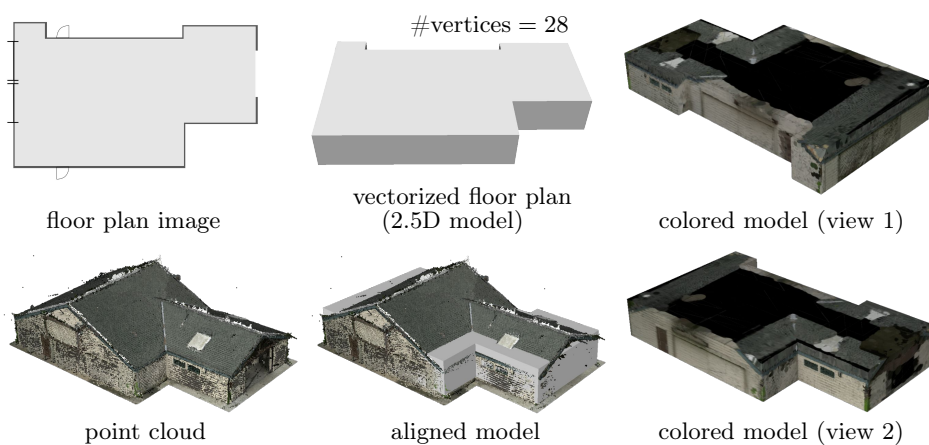 #vertices = 28
floor plan image
vectorized floor plan
(2.5D model)
colored model (view 1)
point cloud
aligned model
colored model (view 2)